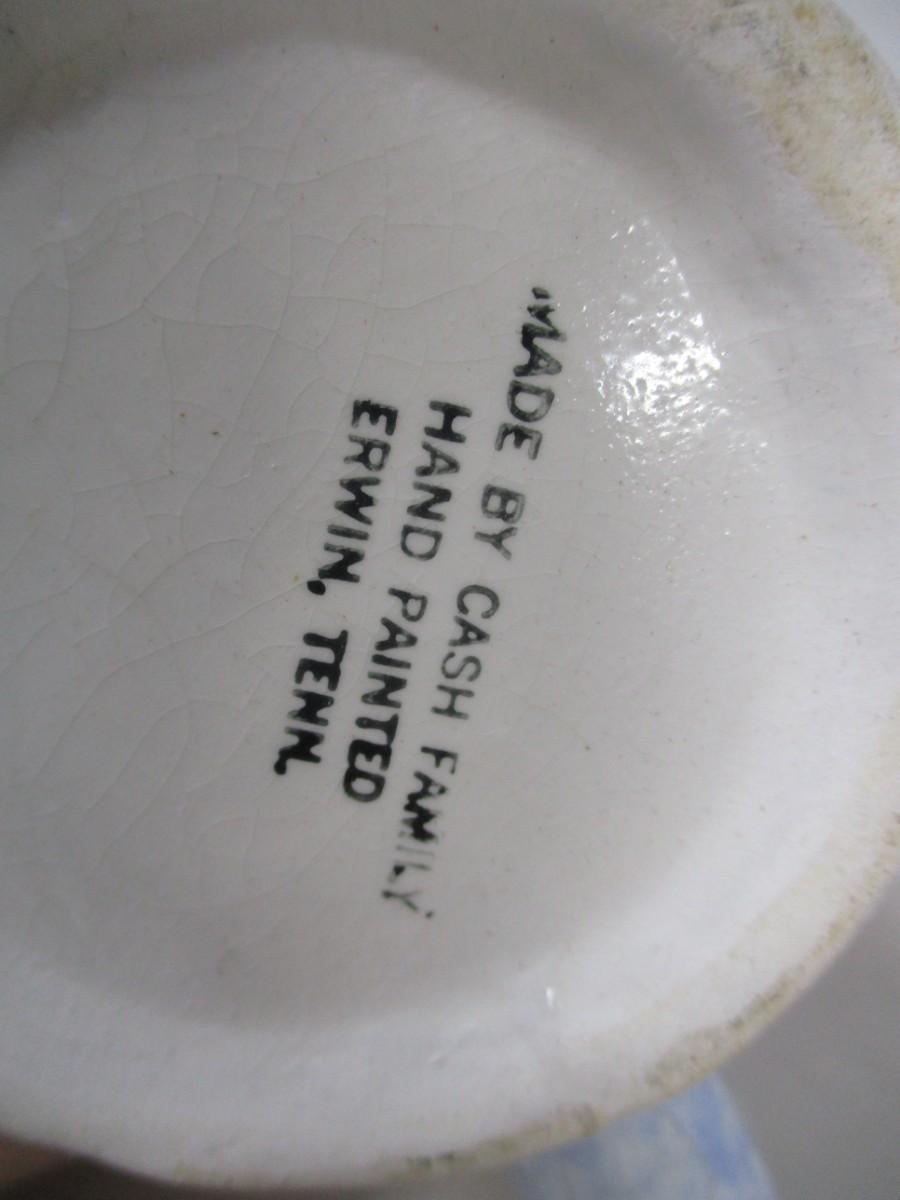 "MADE BY CASH FAMILY"
HAND PAINTED
ERWIN, TENN.